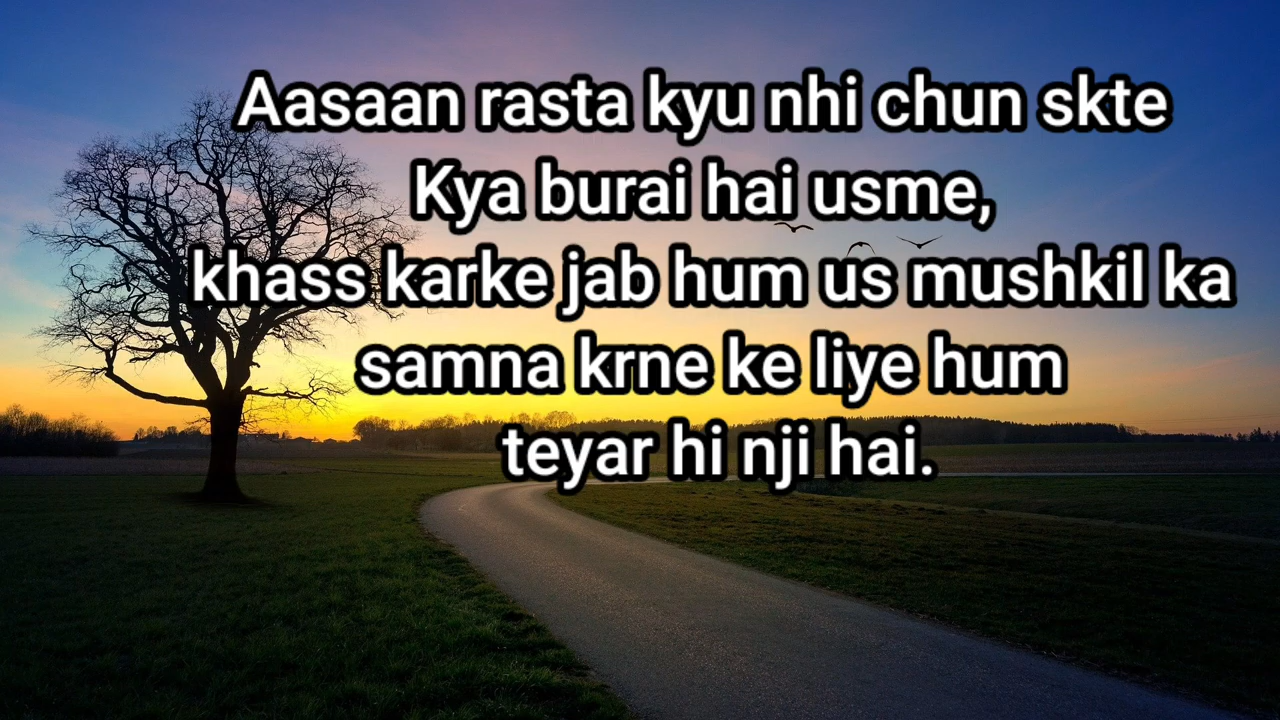 Aasaan rasta kyu nhi chun skte
Kya burai hai usme,
khass karke jab hum us mushkil ka
samna krne ke liye hum
teyar hi nji hai.